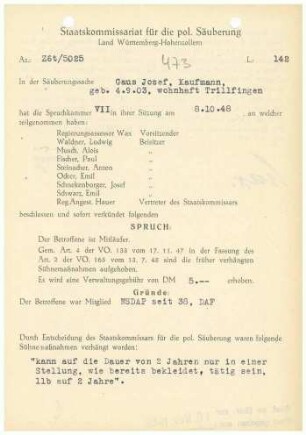 Staatskommissariat für die pol. Säuberung
Land Württemberg-Hohenzollern
Az.: Z6t/5025 L: 142
473
In der Säuberungssache Gaus Josef, Kaufmann,
geb. 4.9.03, wohnhaft Trillfingen
hat die Spruchkammer VII in ihrer Sitzung am 8.10.48, an welcher
teilgenommen haben:
Regierungsassessor Wax Vorsitzender
Waldner, Ludwig Beisitzer
Musch, Alois "
Fischer, Paul "
Steinacher, Anton "
Ocker, Emil "
Schnekenburger, Josef "
Schwarz, Emil "
Reg.Angest. Hauer Vertreter des Staatskommissars
beschlossen und sofort verkündet folgenden
SPRUCH:
Der Betroffene ist Mitläufer.
Gem. Art. 4 der VO. 133 vom 17. 11. 47 in der Fassung des
Art. 2 der VO. 165 vom 13. 7. 48 sind die früher verhängten
Sühnemaßnahmen aufgehoben.
Es wird eine Verwaltungsgebühr von DM 5.-- erhoben.
Gründe:
Der Betroffene war Mitglied NSDAP seit 38, DAF
Durch Entscheidung des Staatskommissars für die pol. Säuberung waren folgende
Sühnemaßnahmen verhängt worden:
"kann auf die Dauer von 2 Jahren nur in einer
Stellung, wie bereits bekleidet, tätig sein,
llb auf 2 Jahre".